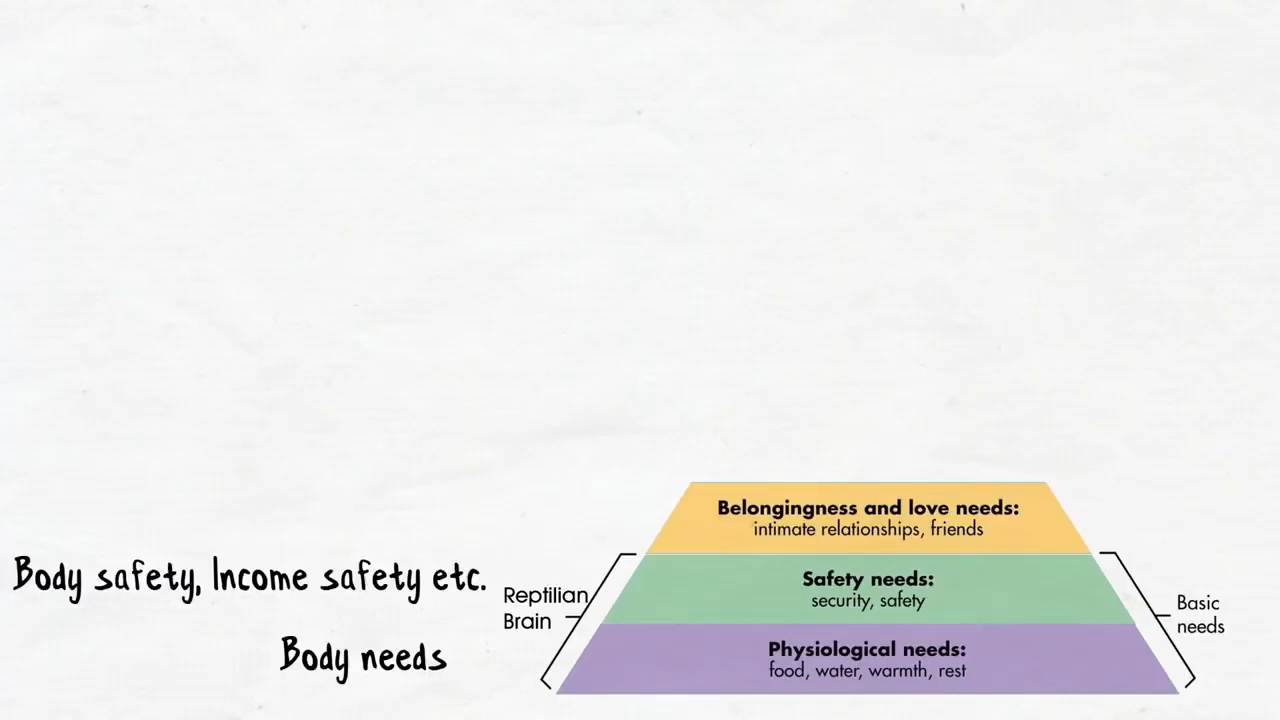 Belongingness and love needs:
intimate relationships, friends
Body safety, Income safety etc.
Reptilian
Brain
Safety needs:
security, safety
Basic
needs
Body needs
Physiological needs:
food, water, warmth, rest